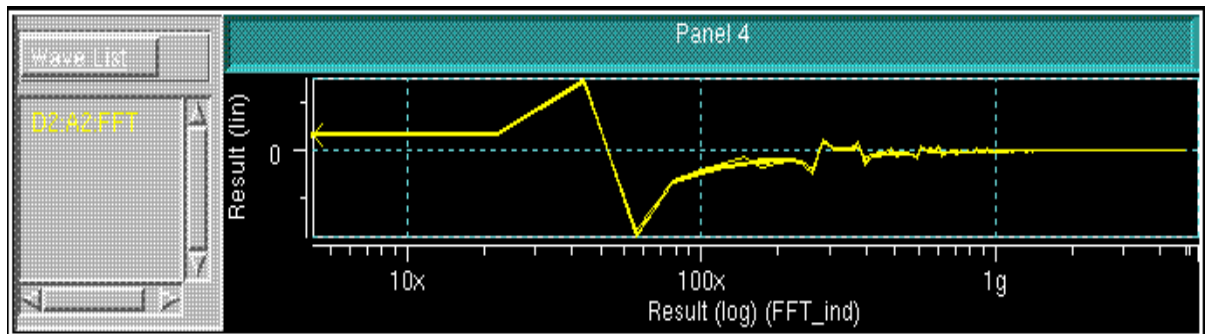 Panel 4
Wave List
D2:A2:FFT
Result (lin)
0
10x
100x
1g
Result (log) (FFT_ind)